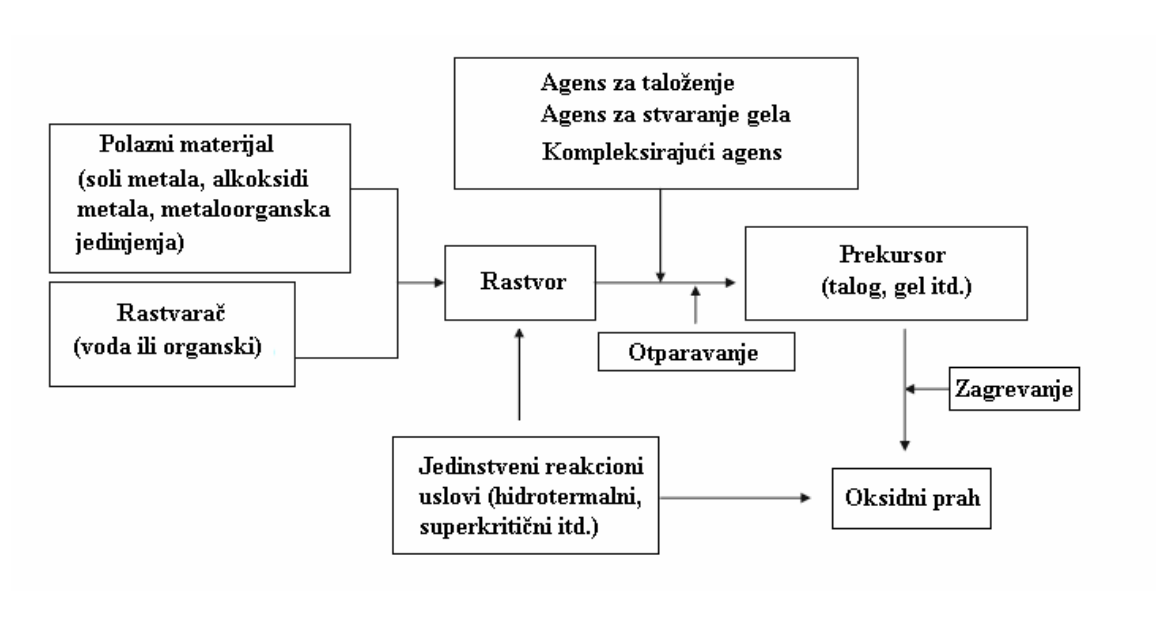 Agens za taloženje
Agens za stvaranje gela
Kompleksirajući agens
Polazni materijal
(soli metala, alkoksidi
metala, metaloorganska
jedinjenja)
Rastvarač
(voda ili organski)
Rastvor
Prekursor
(talog, gel itd.)
Otparavanje
Zagrevanje
Jedinstveni reakcioni
uslovi (hidrotermalni,
superkritični itd.)
Oksidni prah